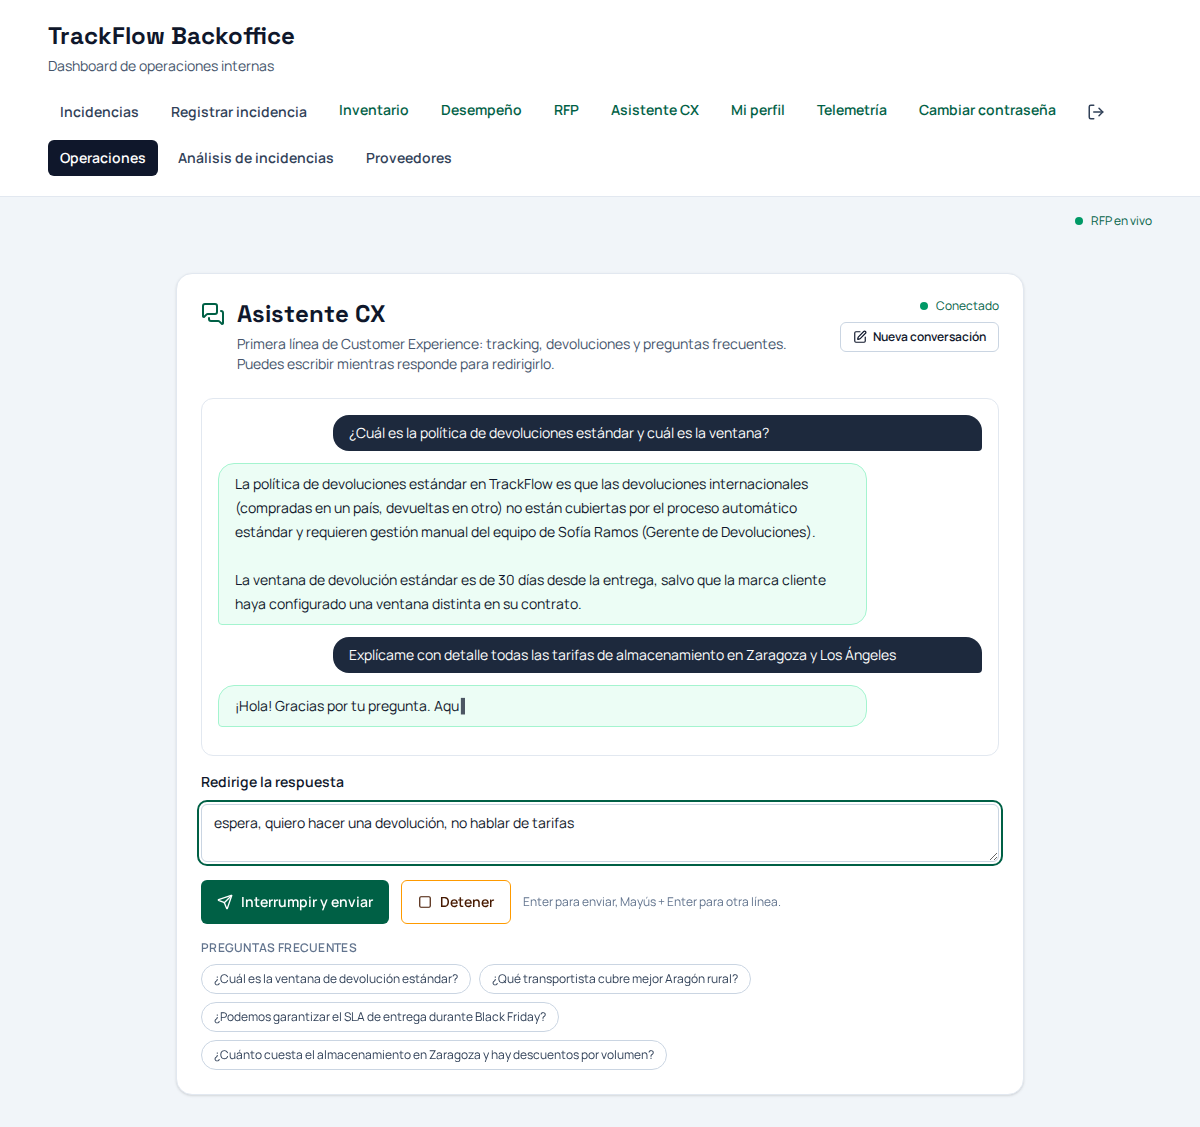 TrackFlow Backoffice
Dashboard de operaciones internas
Incidencias Registrar incidencia Inventario Desempeño RFP Asistente CX Mi perfil Telemetría Cambiar contraseña
Operaciones Análisis de incidencias Proveedores
RFP en vivo
Asistente CX
Conectado
Primera línea de Customer Experience: tracking, devoluciones y preguntas frecuentes.
Puedes escribir mientras responde para redirigirlo.
Nueva conversación
¿Cuál es la política de devoluciones estándar y cuál es la ventana?
La política de devoluciones estándar en TrackFlow es que las devoluciones internacionales
(compradas en un país, devueltas en otro) no están cubiertas por el proceso automático
estándar y requieren gestión manual del equipo de Sofía Ramos (Gerente de Devoluciones).
La ventana de devolución estándar es de 30 días desde la entrega, salvo que la marca cliente
haya configurado una ventana distinta en su contrato.
Explícame con detalle todas las tarifas de almacenamiento en Zaragoza y Los Ángeles
¡Hola! Gracias por tu pregunta. Aqu
Redirige la respuesta
espera, quiero hacer una devolución, no hablar de tarifas
Interrumpir y enviar Detener Enter para enviar, Mayús + Enter para otra línea.
PREGUNTAS FRECUENTES
¿Cuál es la ventana de devolución estándar? ¿Qué transportista cubre mejor Aragón rural?
¿Podemos garantizar el SLA de entrega durante Black Friday?
¿Cuánto cuesta el almacenamiento en Zaragoza y hay descuentos por volumen?